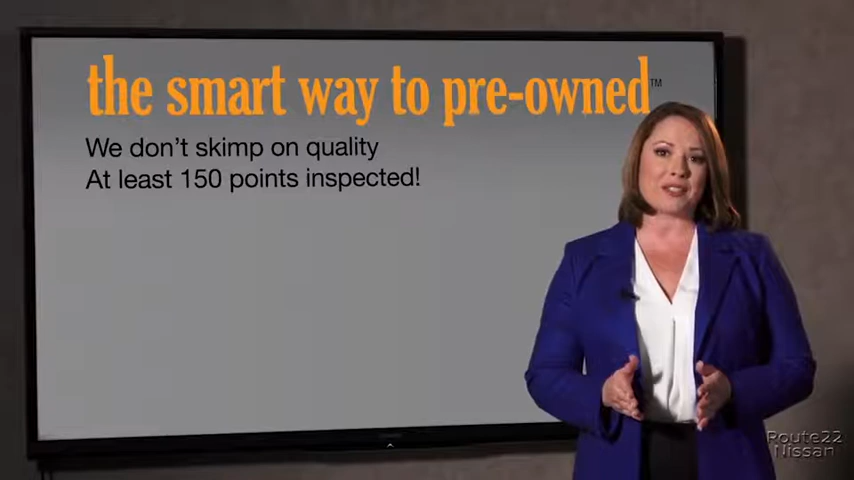 the smart way to pre-owned™
We don't skimp on quality
At least 150 points inspected!
Route22
Nissan